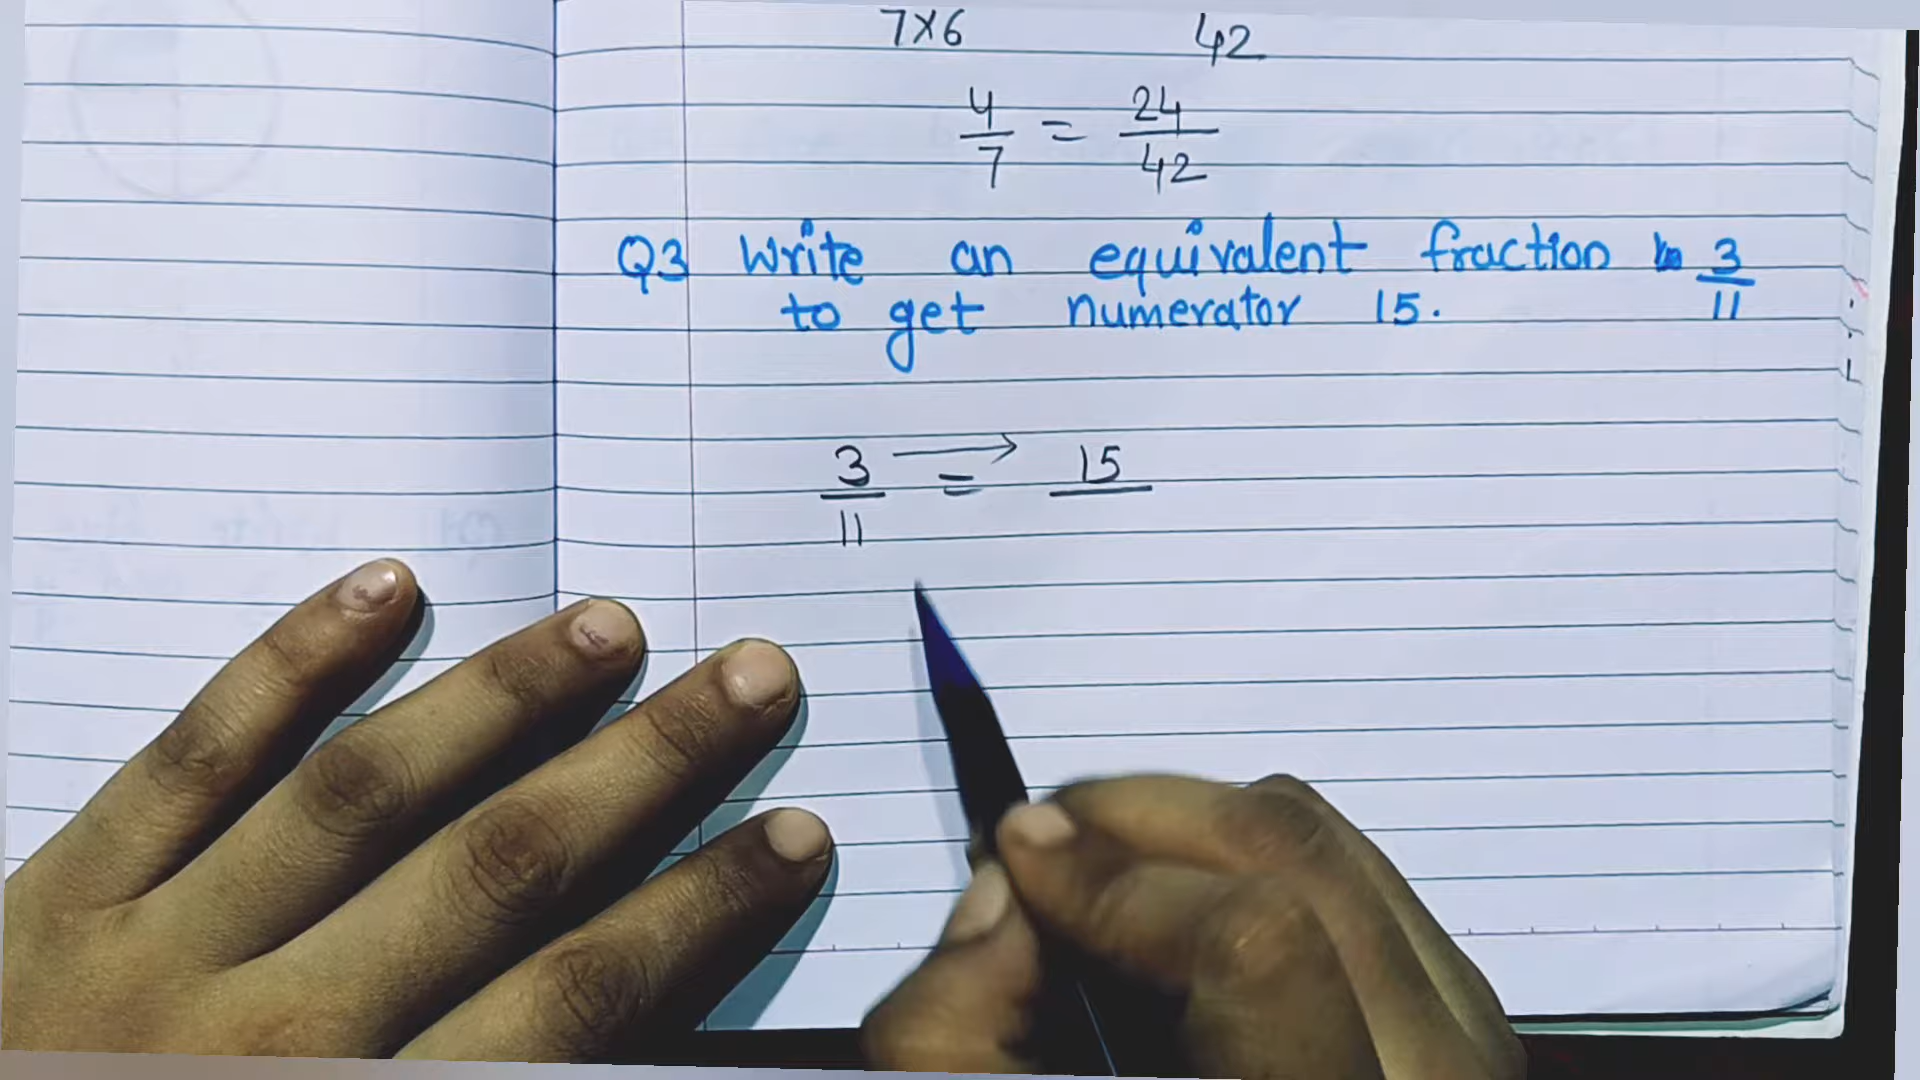 7×6 42
4/7 = 24/42
Q3 Write an equivalent fraction 3/11
to get numerator 15.
3/11 → = 15/